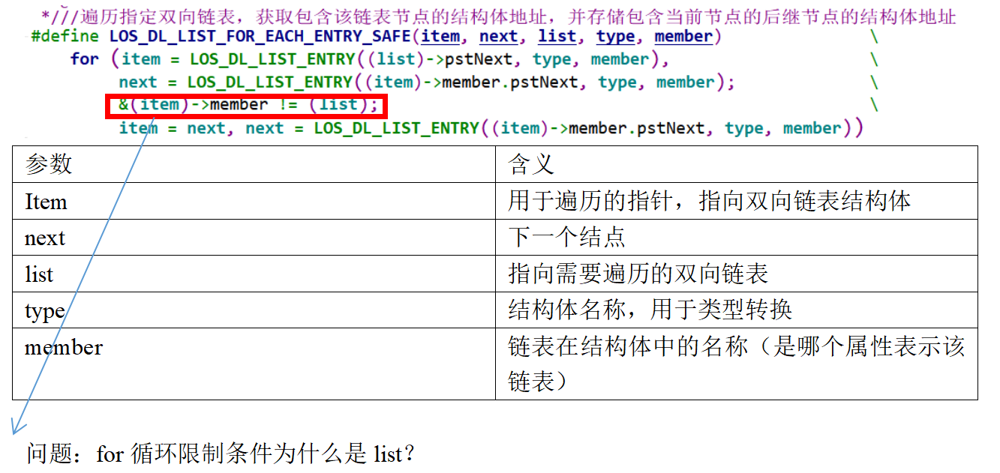 *///遍历指定双向链表，获取包含该链表节点的结构体地址，并存储包含当前节点的后继节点的结构体地址
#define LOS_DL_LIST_FOR_EACH_ENTRY_SAFE(item, next, list, type, member) \
for (item = LOS_DL_LIST_ENTRY((list)->pstNext, type, member), \
next = LOS_DL_LIST_ENTRY((item)->member.pstNext, type, member); \
&(item)->member != (list); \
item = next, next = LOS_DL_LIST_ENTRY((item)->member.pstNext, type, member))
参数 含义
Item 用于遍历的指针，指向双向链表结构体
next 下一个结点
list 指向需要遍历的双向链表
type 结构体名称，用于类型转换
member 链表在结构体中的名称（是哪个属性表示该
链表）
问题：for 循环限制条件为什么是 list？